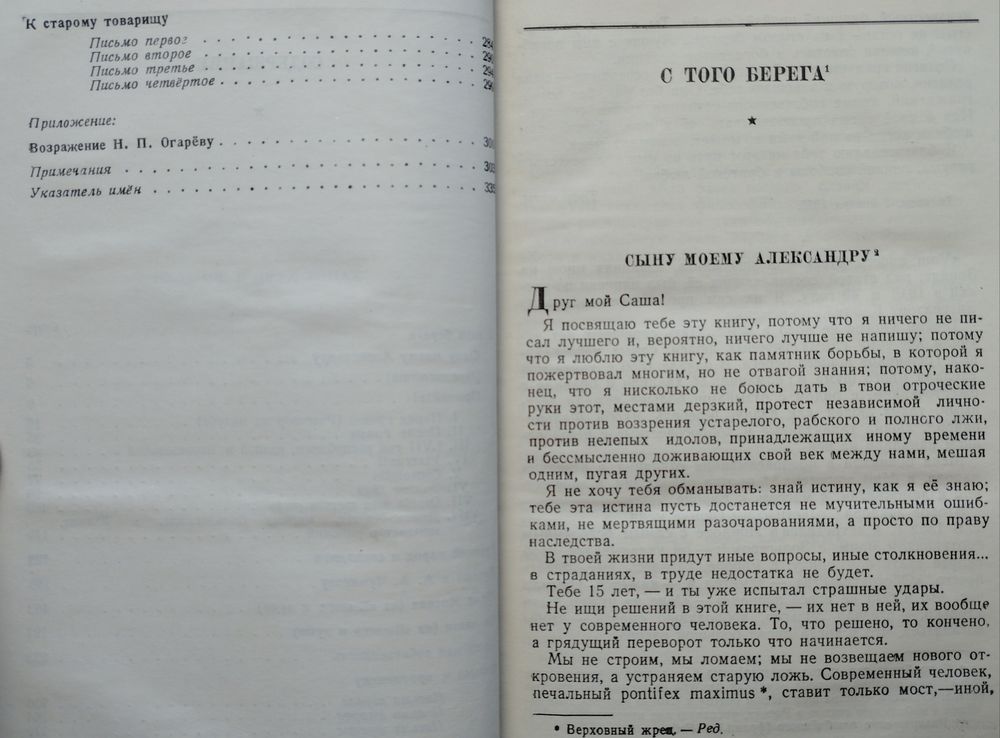 К старому товарищу
Письмо первое . . . . . . . . . . . . . . . . 284
Письмо второе . . . . . . . . . . . . . . . . 290
Письмо третье . . . . . . . . . . . . . . . . 294
Письмо четвёртое . . . . . . . . . . . . . . 296
Приложение:
Возражение Н. П. Огарёву . . . . . . . . . . . . . .
Примечания . . . . . . . . . . . . . . . . . . . .
Указатель имён . . . . . . . . . . . . . . . . . . 335
С ТОГО БЕРЕГА¹
★
СЫНУ МОЕМУ АЛЕКСАНДРУ²
Друг мой Саша!
Я посвящаю тебе эту книгу, потому что я ничего не пи-
сал лучшего и, вероятно, ничего лучше не напишу; потому
что я люблю эту книгу, как памятник борьбы, в которой я
пожертвовал многим, но не отвагой знания; потому, нако-
нец, что я нисколько не боюсь дать в твои отроческие
руки этот, местами дерзкий, протест независимой лично-
сти против воззрения устарелого, рабского и полного лжи,
против нелепых идолов, принадлежащих иному времени
и бессмысленно доживающих свой век между нами, мешая
одним, пугая других.
Я не хочу тебя обманывать: знай истину, как я её знаю;
тебе эта истина пусть достанется не мучительными ошиб-
ками, не мертвящими разочарованиями, а просто по праву
наследства.
В твоей жизни придут иные вопросы, иные столкновения...
в страданиях, в труде недостатка не будет.
Тебе 15 лет, — и ты уже испытал страшные удары.
Не ищи решений в этой книге, — их нет в ней, их вообще
нет у современного человека. То, что решено, то кончено,
а грядущий переворот только что начинается.
Мы не строим, мы ломаем; мы не возвещаем нового от-
кровения, а устраняем старую ложь. Современный человек,
печальный pontifex maximus *, ставит только мост,—иной,
* Верховный жрец. — Ред.